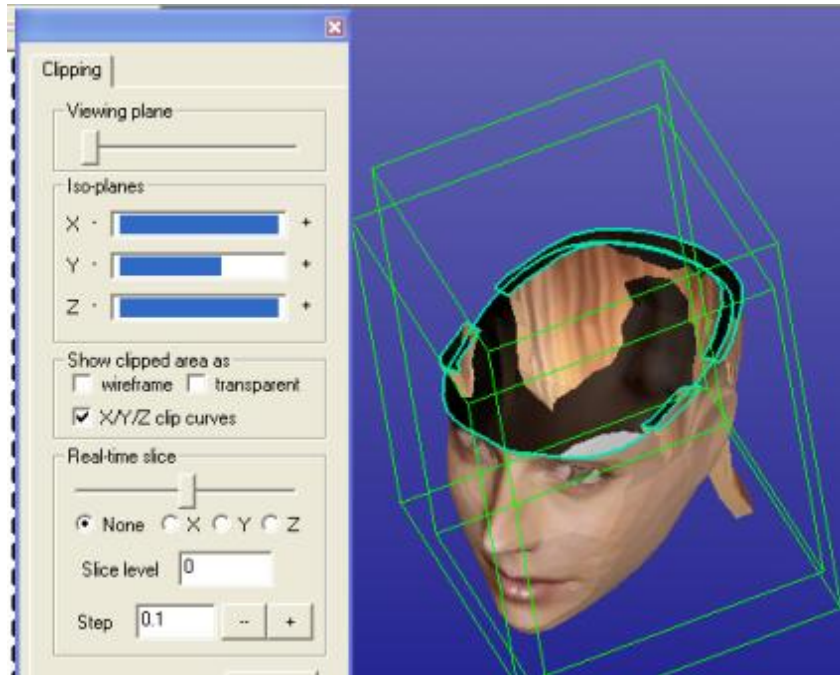 Clipping
Viewing plane
Iso-planes
X - +
Y - +
Z - +
Show clipped area as
wireframe transparent
X/Y/Z clip curves
Real-time slice
None X Y Z
Slice level 0
Step 0.1 -- +